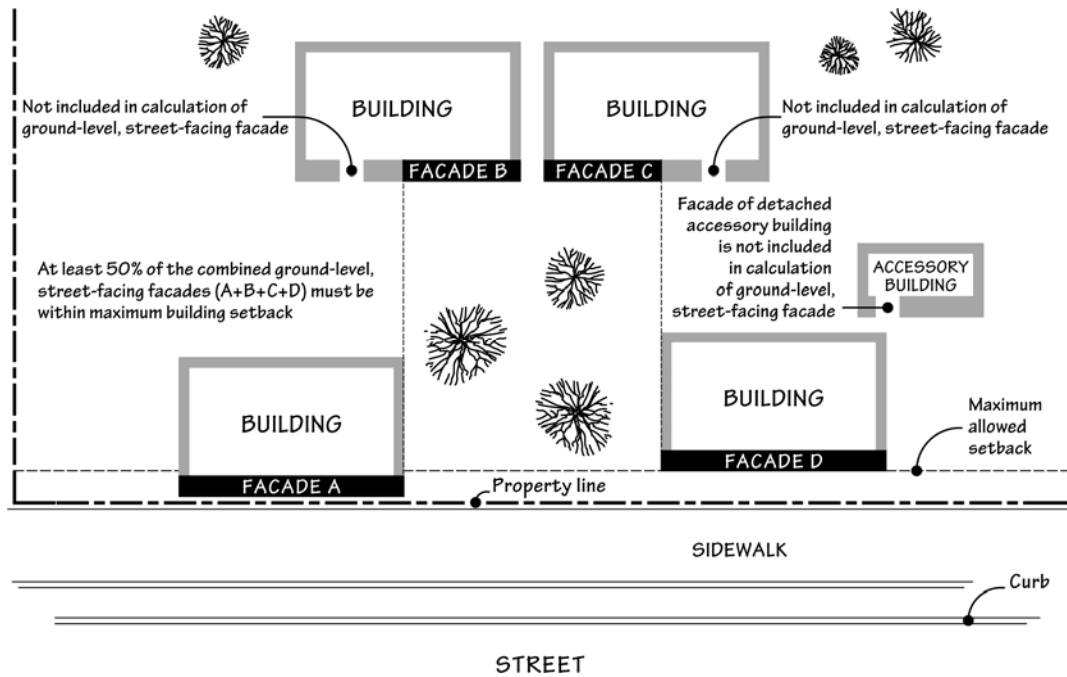 BUILDING
BUILDING
Not included in calculation of
ground-level, street-facing facade
Not included in calculation of
ground-level, street-facing facade
FACADE B
FACADE C
Facade of detached
accessory building
is not included
in calculation
of ground-level,
street-facing facade
ACCESSORY
BUILDING
At least 50% of the combined ground-level,
street-facing facades (A+B+C+D) must be
within maximum building setback
BUILDING
BUILDING
Maximum
allowed
setback
FACADE D
FACADE A
Property line
SIDEWALK
Curb
STREET